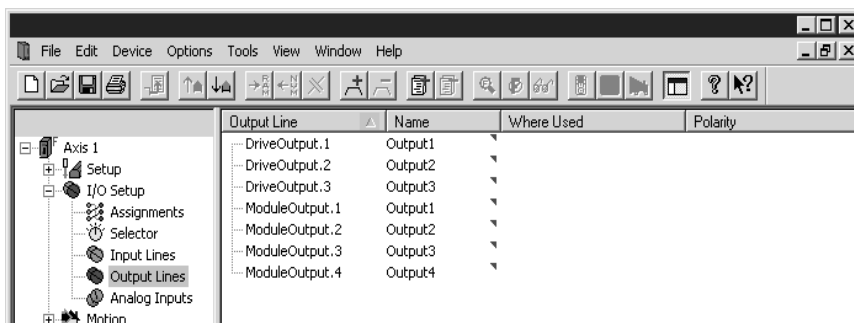 File Edit Device Options Tools View Window Help
Output Line Name Where Used Polarity
Axis 1
Setup
I/O Setup
Assignments
Selector
Input Lines
Output Lines
Analog Inputs
Motion
DriveOutput.1 Output1
DriveOutput.2 Output2
DriveOutput.3 Output3
ModuleOutput.1 Output1
ModuleOutput.2 Output2
ModuleOutput.3 Output3
ModuleOutput.4 Output4